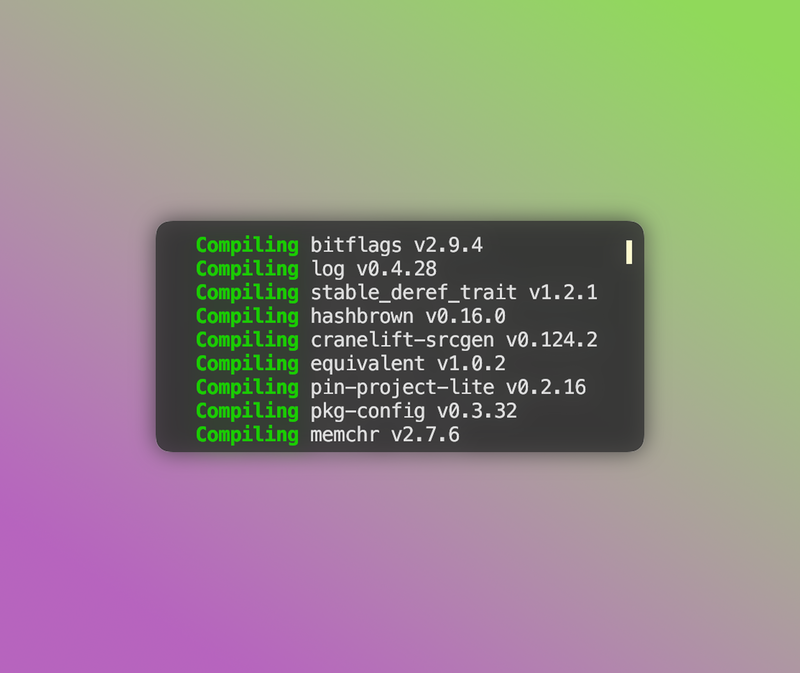 Compiling bitflags v2.9.4
Compiling log v0.4.28
Compiling stable_deref_trait v1.2.1
Compiling hashbrown v0.16.0
Compiling cranelift-srcgen v0.124.2
Compiling equivalent v1.0.2
Compiling pin-project-lite v0.2.16
Compiling pkg-config v0.3.32
Compiling memchr v2.7.6